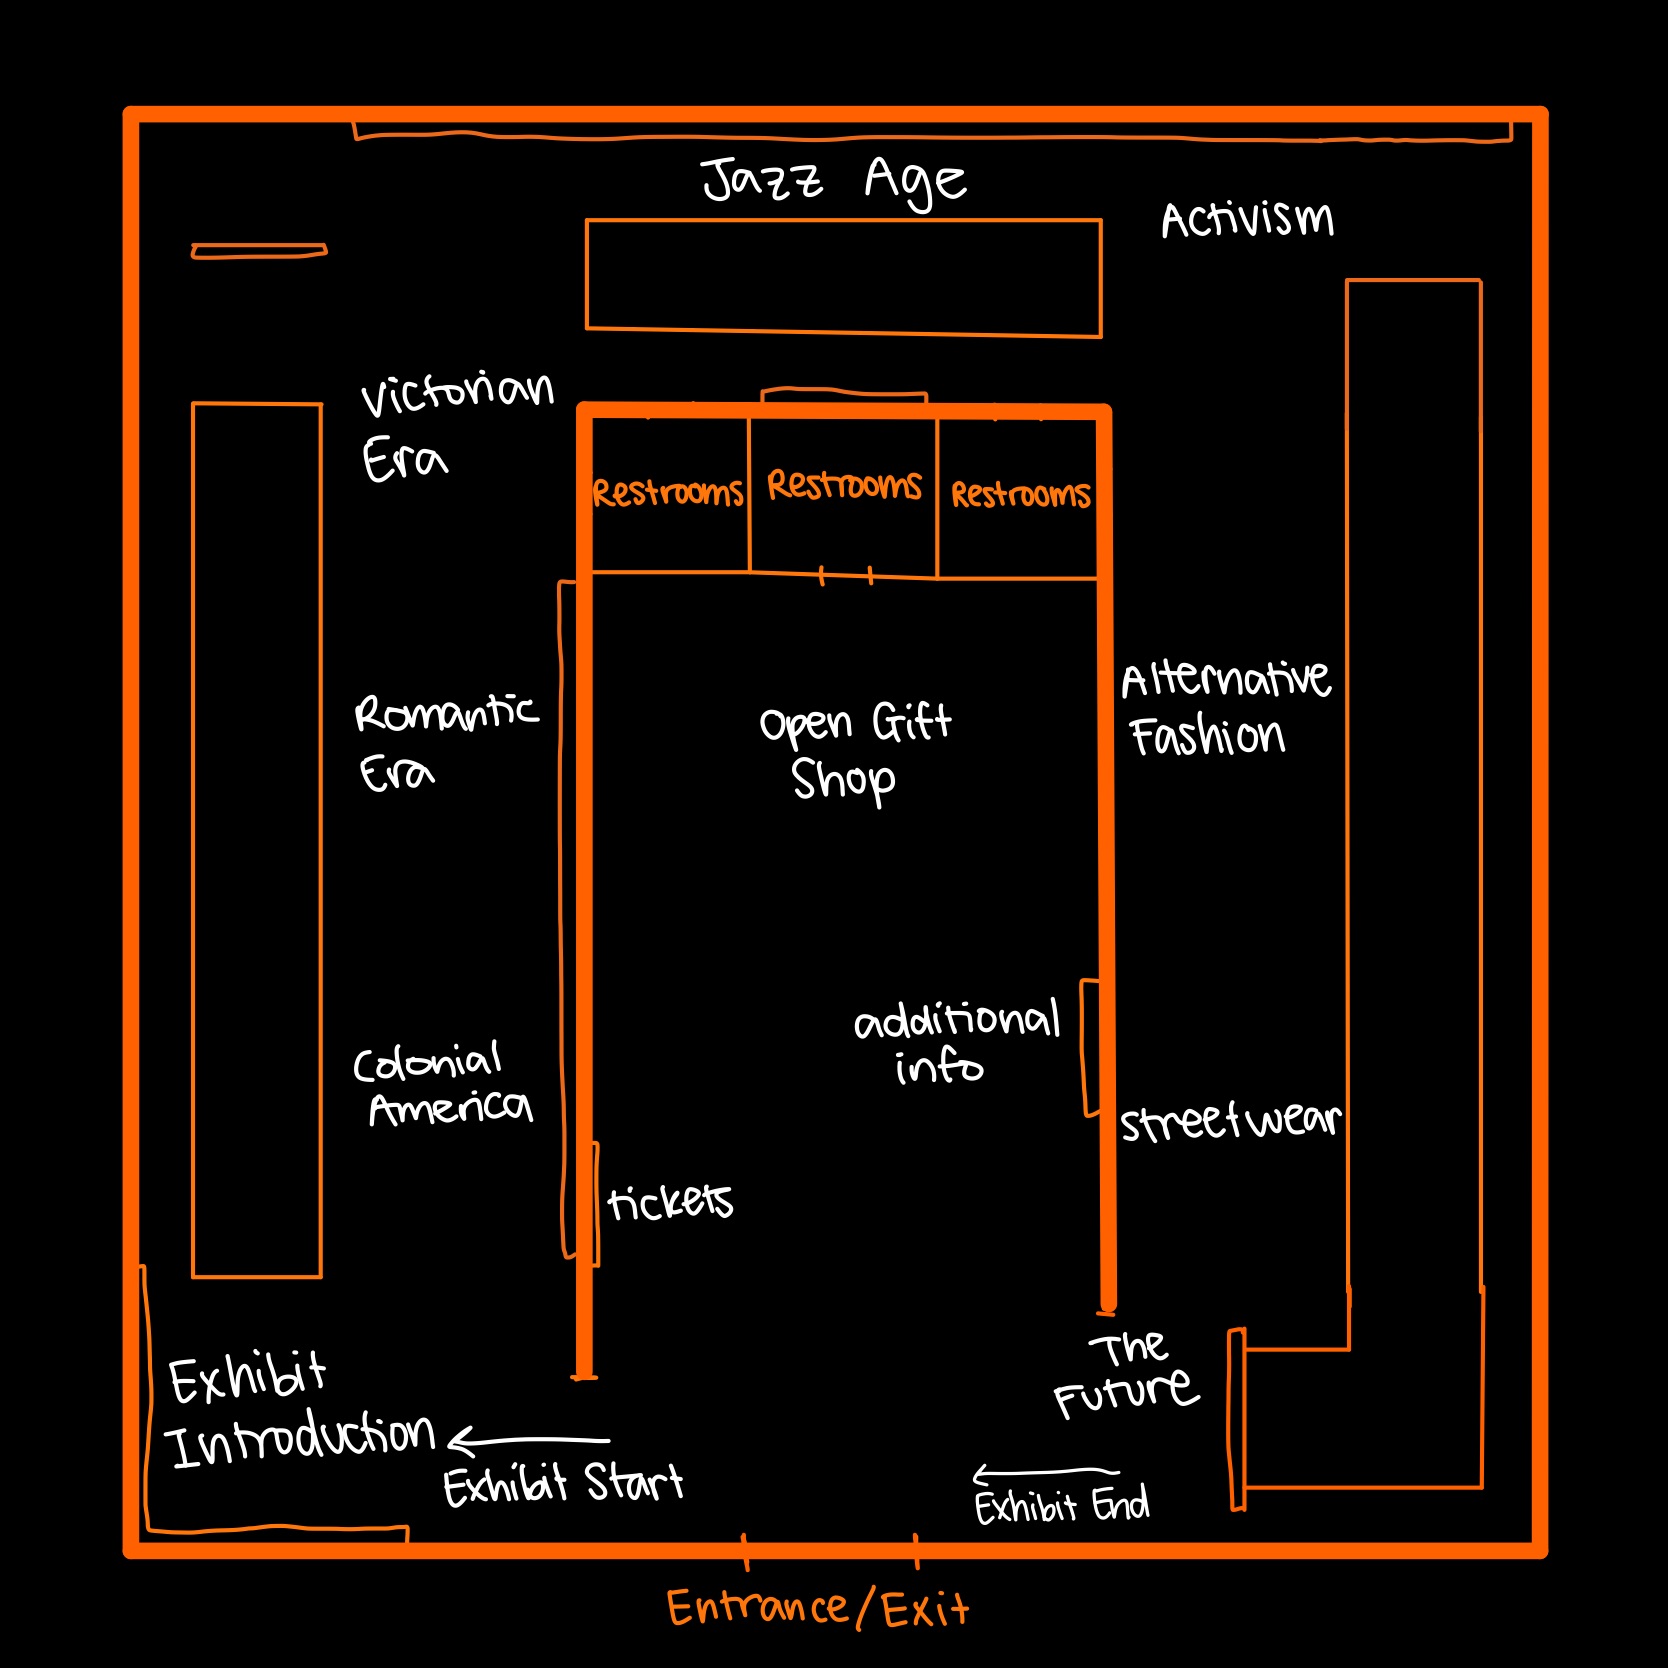 Jazz Age
Activism
Victorian
Era
Restrooms
Restrooms
Restrooms
Romantic
Era
Open Gift
Shop
Alternative
Fashion
additional
info
Colonial
America
streetwear
tickets
Exhibit
Introduction
Exhibit Start
The
Future
Exhibit End
Entrance/Exit